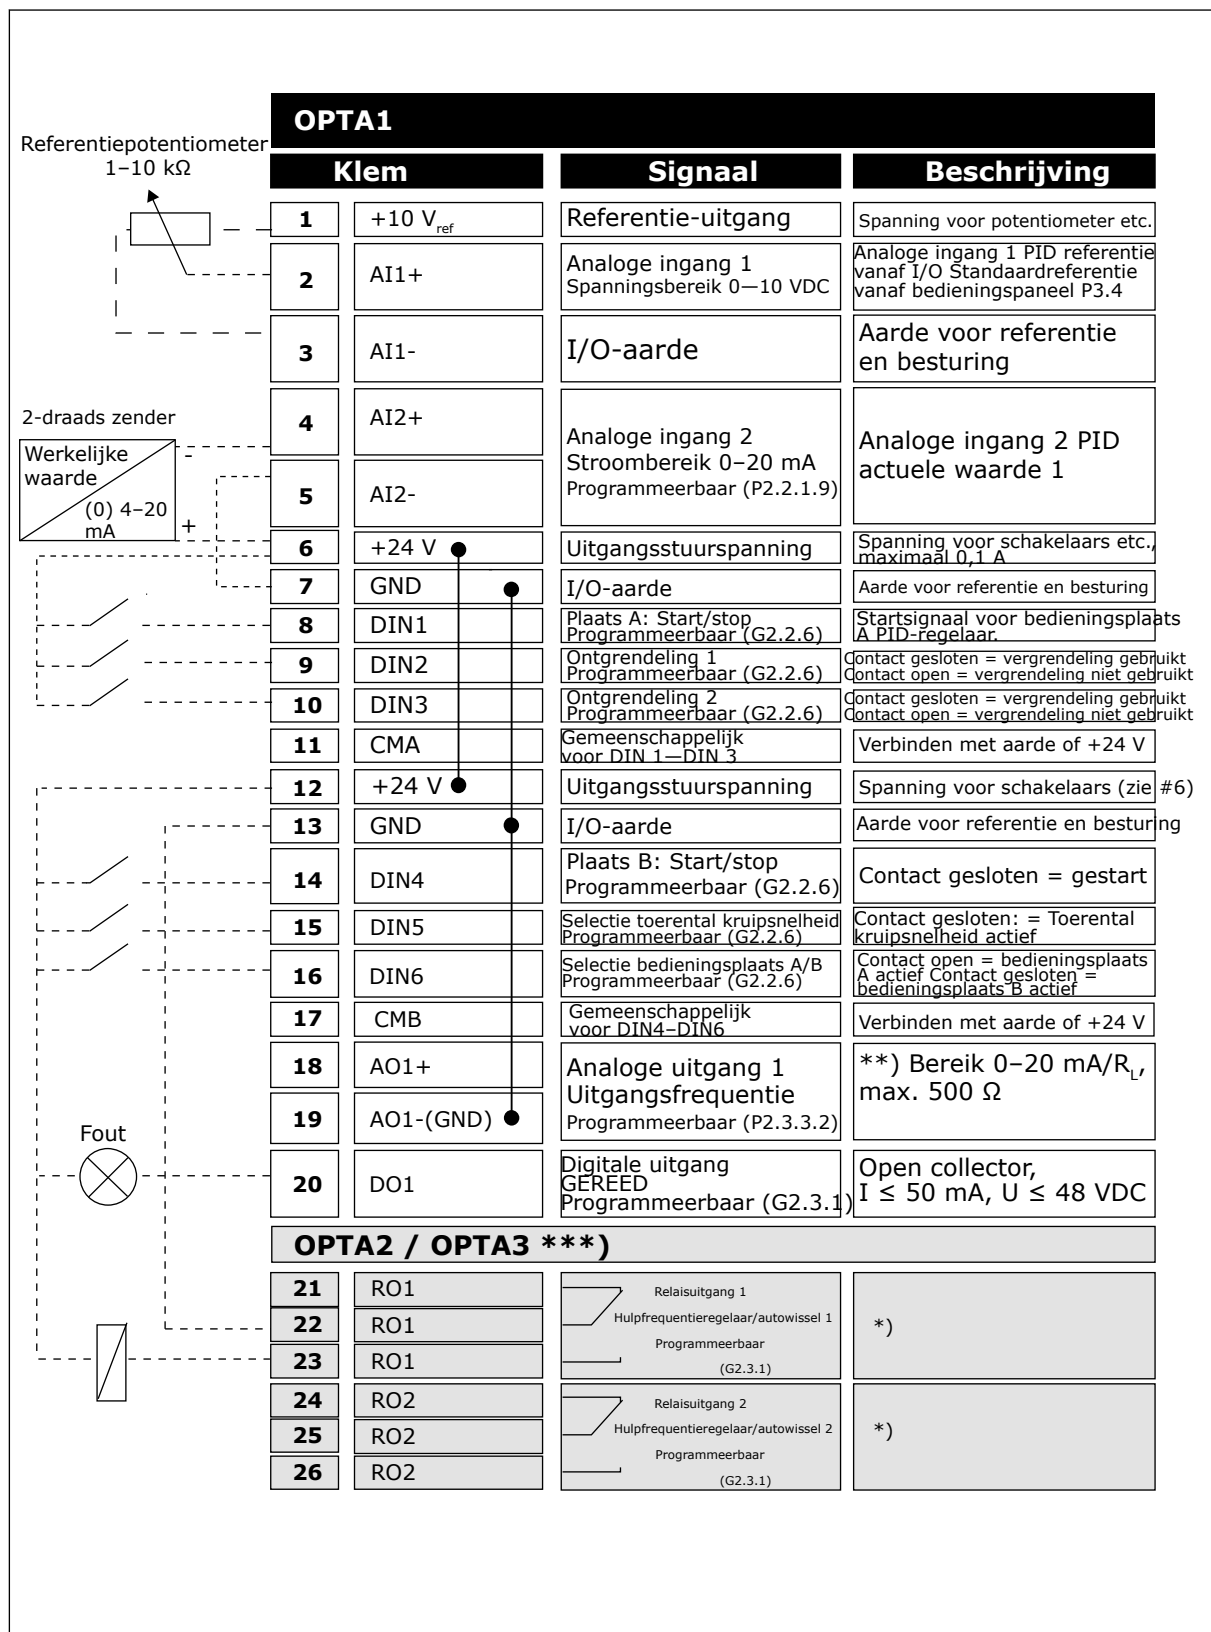 OPTA1
Referentiepotentiometer
1–10 kΩ
Klem
Signaal
Beschrijving
1
+10 Vref
Referentie-uitgang
Spanning voor potentiometer etc.
2
AI1+
Analoge ingang 1
Spanningsbereik 0—10 VDC
Analoge ingang 1 PID referentie
vanaf I/O Standaardreferentie
vanaf bedieningspaneel P3.4
3
AI1-
I/O-aarde
Aarde voor referentie
en besturing
2-draads zender
Werkelijke
waarde
(0) 4–20
mA
-
+
4
AI2+
5
AI2-
Analoge ingang 2
Stroombereik 0–20 mA
Programmeerbaar (P2.2.1.9)
Analoge ingang 2 PID
actuele waarde 1
6
+24 V
Uitgangsstuurspanning
Spanning voor schakelaars etc.,
maximaal 0,1 A
7
GND
I/O-aarde
Aarde voor referentie en besturing
8
DIN1
Plaats A: Start/stop
Programmeerbaar (G2.2.6)
Startsignaal voor bedieningsplaats
A PID-regelaar.
9
DIN2
Ontgrendeling 1
Programmeerbaar (G2.2.6)
Contact gesloten = vergrendeling gebruikt
Contact open = vergrendeling niet gebruikt
10
DIN3
Ontgrendeling 2
Programmeerbaar (G2.2.6)
Contact gesloten = vergrendeling gebruikt
Contact open = vergrendeling niet gebruikt
11
CMA
Gemeenschappelijk
voor DIN 1—DIN 3
Verbinden met aarde of +24 V
12
+24 V
Uitgangsstuurspanning
Spanning voor schakelaars (zie #6)
13
GND
I/O-aarde
Aarde voor referentie en besturing
14
DIN4
Plaats B: Start/stop
Programmeerbaar (G2.2.6)
Contact gesloten = gestart
15
DIN5
Selectie toerental kruipsnelheid
Programmeerbaar (G2.2.6)
Contact gesloten: = Toerental
kruipsnelheid actief
16
DIN6
Selectie bedieningsplaats A/B
Programmeerbaar (G2.2.6)
Contact open = bedieningsplaats
A actief Contact gesloten =
bedieningsplaats B actief
17
CMB
Gemeenschappelijk
voor DIN4–DIN6
Verbinden met aarde of +24 V
18
AO1+
19
AO1-(GND)
Analoge uitgang 1
Uitgangsfrequentie
Programmeerbaar (P2.3.3.2)
**) Bereik 0–20 mA/RL,
max. 500 Ω
Fout
20
DO1
Digitale uitgang
GEREED
Programmeerbaar (G2.3.1)
Open collector,
I ≤ 50 mA, U ≤ 48 VDC
OPTA2 / OPTA3 ***)
21
RO1
22
RO1
23
RO1
Relaisuitgang 1
Hulpfrequentieregelaar/autowissel 1
Programmeerbaar
(G2.3.1)
*)
24
RO2
25
RO2
26
RO2
Relaisuitgang 2
Hulpfrequentieregelaar/autowissel 2
Programmeerbaar
(G2.3.1)
*)